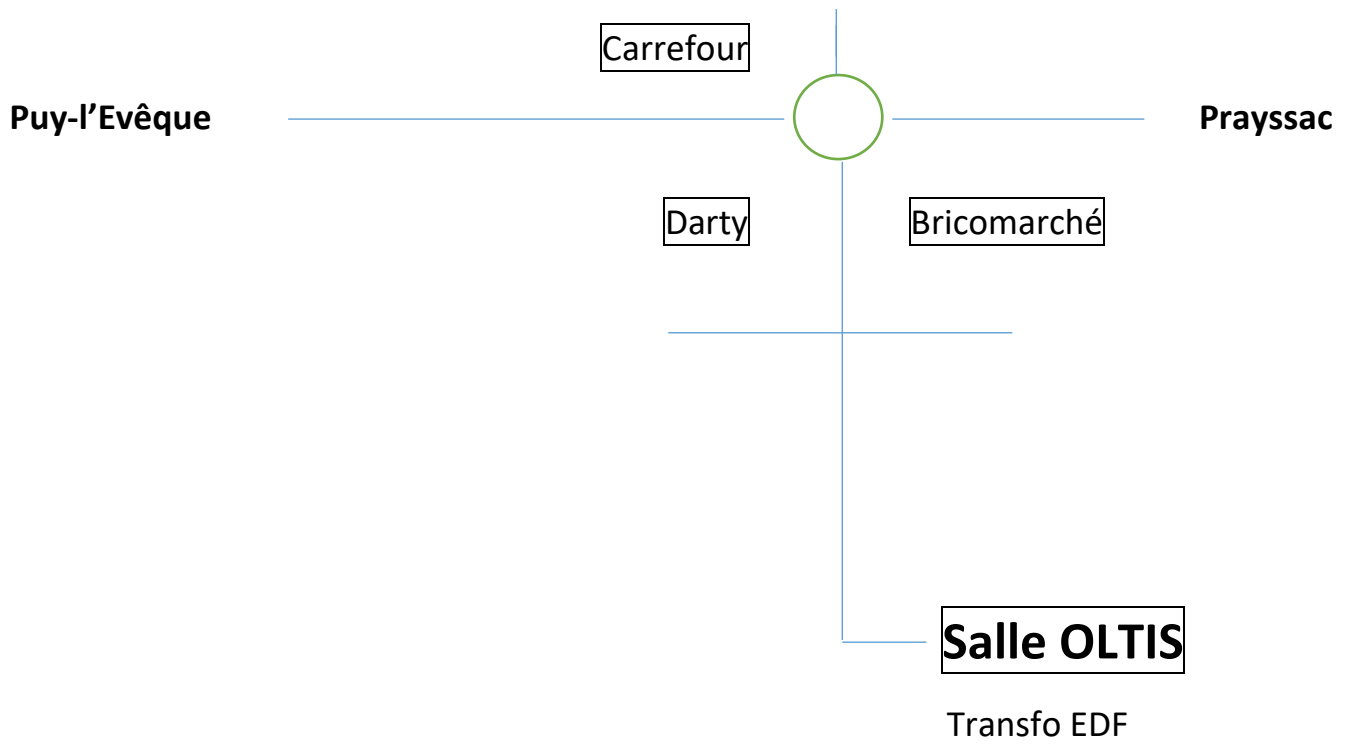 Carrefour
Puy-l’Evêque
Prayssac
Darty
Bricomarché
Salle OLTIS
Transfo EDF